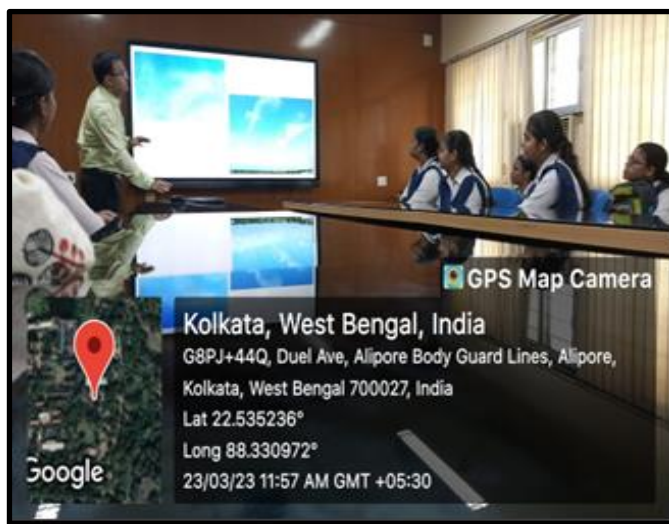 GPS Map Camera
Kolkata, West Bengal, India
G8PJ+44Q, Duel Ave, Alipore Body Guard Lines, Alipore,
Kolkata, West Bengal 700027, India
Lat 22.535236°
Long 88.330972°
23/03/23 11:57 AM GMT +05:30
Google